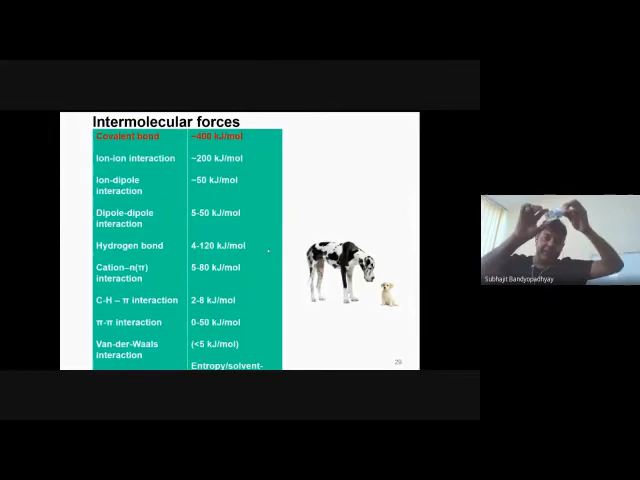 Intermolecular forces
Covalent bond ~400 kJ/mol
Ion-ion interaction ~200 kJ/mol
Ion-dipole ~50 kJ/mol
interaction
Dipole-dipole 5-50 kJ/mol
interaction
Hydrogen bond 4-120 kJ/mol
Cation–n(π) 5-80 kJ/mol
interaction
C-H – π interaction 2-8 kJ/mol
π-π interaction 0-50 kJ/mol
Van-der-Waals (<5 kJ/mol)
interaction
Entropy/solvent-
29
Subhajit Bandyopadhyay